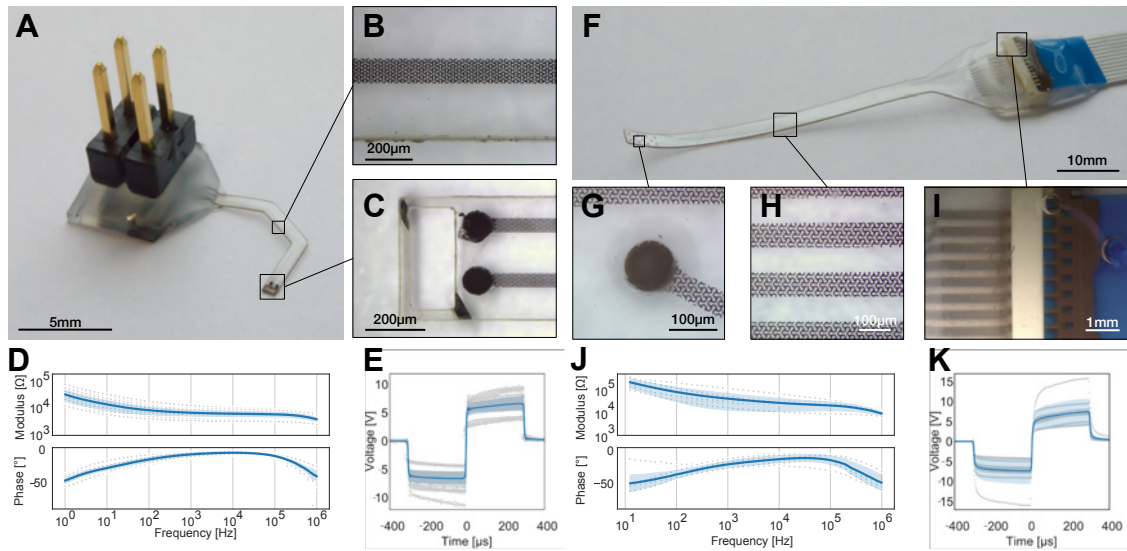 A
B
F
200µm
10mm
C
G
H
I
5mm
200µm
100µm
100µm
1mm
D
E
J
K
Modulus [Ω]
10⁵
10⁴
10³
Phase [°]
0
−50
10⁰ 10¹ 10² 10³ 10⁴ 10⁵ 10⁶
Frequency [Hz]
Voltage [V]
10
5
0
-5
-10
-400 -200 0 200 400
Time [µs]
Modulus [Ω]
10⁵
10⁴
10³
Phase [°]
0
−50
10¹ 10² 10³ 10⁴ 10⁵ 10⁶
Frequency [Hz]
Voltage [V]
15
10
5
0
-5
-10
-15
-400 -200 0 200 400
Time [µs]